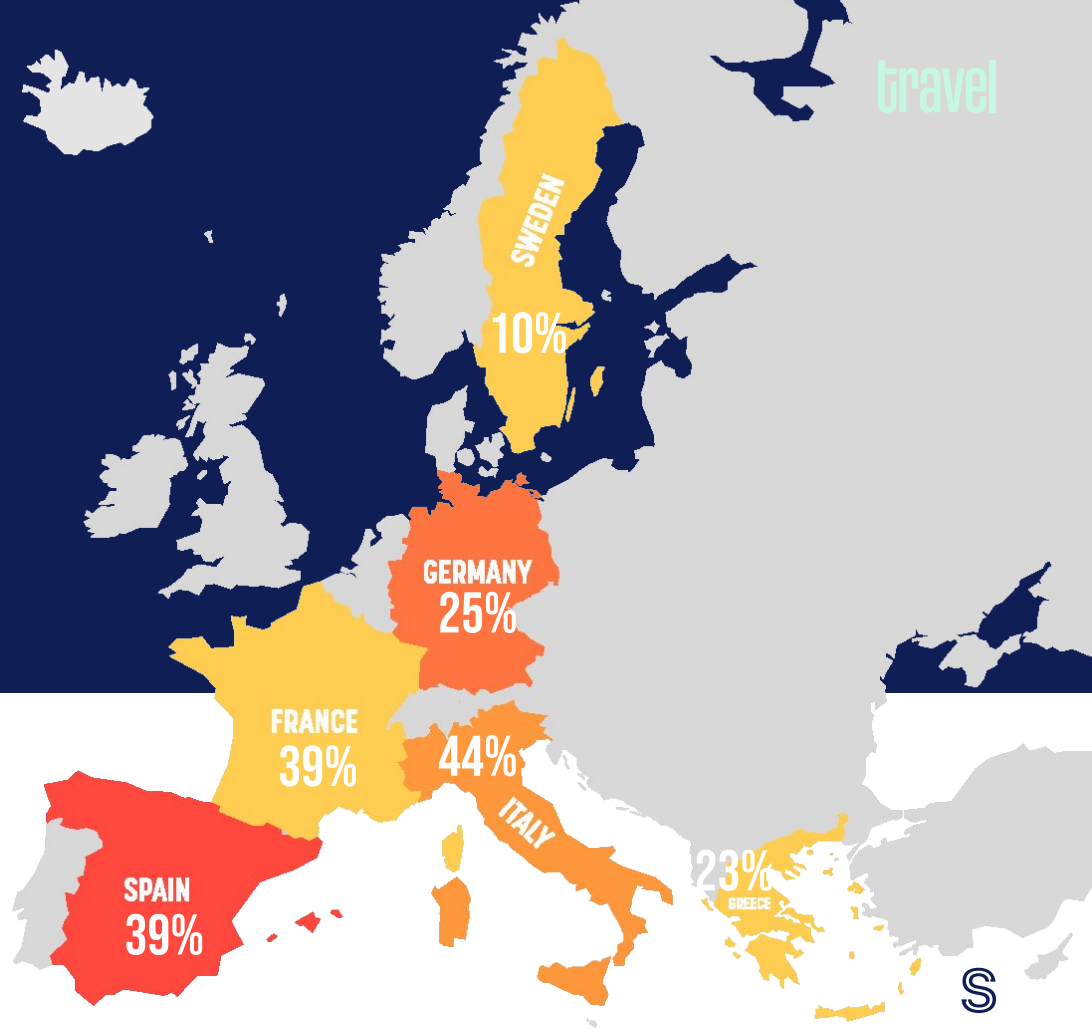 travel
SWEDEN
10%
GERMANY
25%
FRANCE
39%
44%
ITALY
23%
GREECE
SPAIN
39%
S